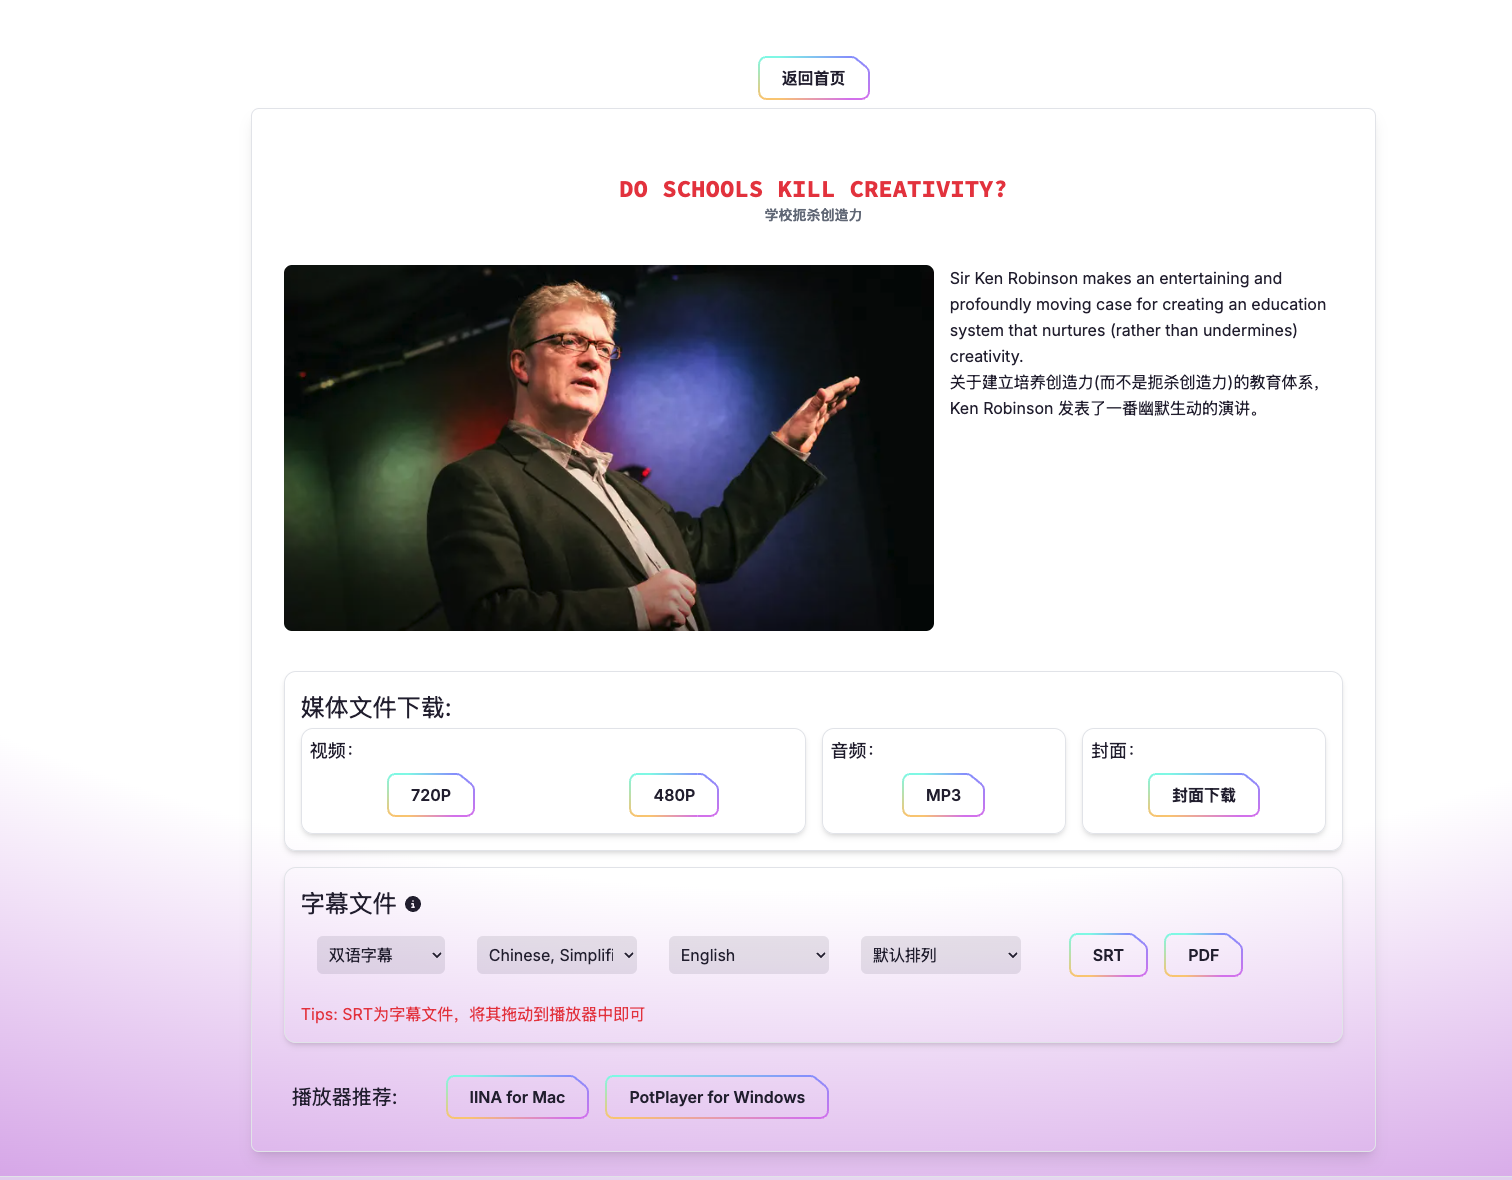 返回首页
DO SCHOOLS KILL CREATIVITY?
学校扼杀创造力
Sir Ken Robinson makes an entertaining and
profoundly moving case for creating an education
system that nurtures (rather than undermines)
creativity.
关于建立培养创造力(而不是扼杀创造力)的教育体系，
Ken Robinson 发表了一番幽默生动的演讲。
媒体文件下载:
视频：
720P
480P
音频：
MP3
封面：
封面下载
字幕文件
双语字幕
Chinese, Simplifi
English
默认排列
SRT
PDF
Tips: SRT为字幕文件，将其拖动到播放器中即可
播放器推荐:
IINA for Mac
PotPlayer for Windows